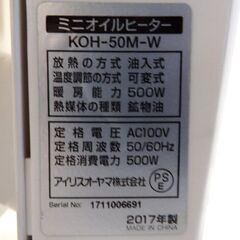 ミニオイルヒーター
KOH-50M-W
放熱の方式 油入式
温度調節の方式 可変式
暖房能力 500W
熱媒体の種類 鉱物油
定格電圧 AC100V
定格周波数 50/60Hz
定格消費電力 500W
アイリスオーヤマ株式会社
PS
E
Serial No: 1711006691
2017年製
MADE IN CHINA